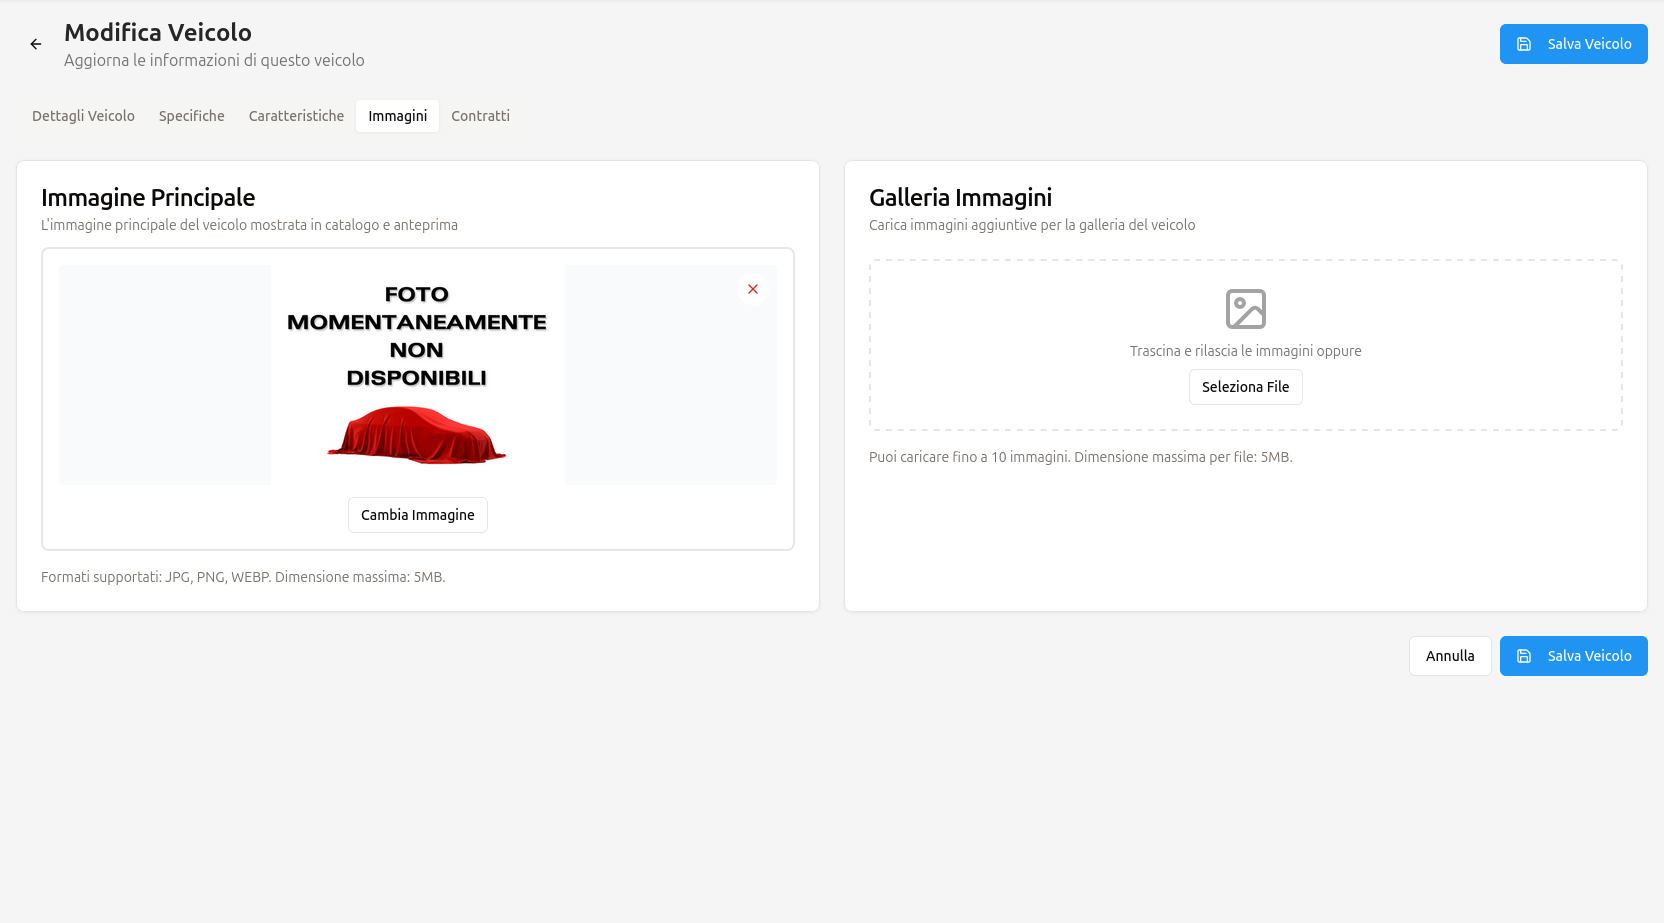 Modifica Veicolo
Aggiorna le informazioni di questo veicolo
Salva Veicolo
Dettagli Veicolo
Specifiche
Caratteristiche
Immagini
Contratti
Immagine Principale
L'immagine principale del veicolo mostrata in catalogo e anteprima
FOTO
MOMENTANEAMENTE
NON
DISPONIBILI
Cambia Immagine
Formati supportati: JPG, PNG, WEBP. Dimensione massima: 5MB.
Galleria Immagini
Carica immagini aggiuntive per la galleria del veicolo
Trascina e rilascia le immagini oppure
Seleziona File
Puoi caricare fino a 10 immagini. Dimensione massima per file: 5MB.
Annulla
Salva Veicolo